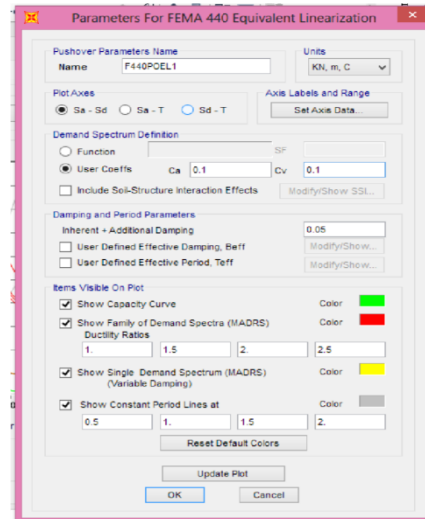 Parameters For FEMA 440 Equivalent Linearization
Pushover Parameters Name
Name F440POEL1
Units
KN, m, C
Plot Axes
Sa - Sd Sa - T Sd - T
Axis Labels and Range
Set Axis Data...
Demand Spectrum Definition
Function SF
User Coeffs Ca 0.1 Cv 0.1
Include Soil-Structure Interaction Effects Modify/Show SSI...
Damping and Period Parameters
Inherent + Additional Damping 0.05
User Defined Effective Damping, Beff Modify/Show...
User Defined Effective Period, Teff Modify/Show...
Items Visible On Plot
Show Capacity Curve Color
Show Family of Demand Spectra (MADRS) Color
Ductility Ratios
1. 1.5 2. 2.5
Show Single Demand Spectrum (MADRS) Color
(Variable Damping)
Show Constant Period Lines at Color
0.5 1. 1.5 2.
Reset Default Colors
Update Plot
OK Cancel